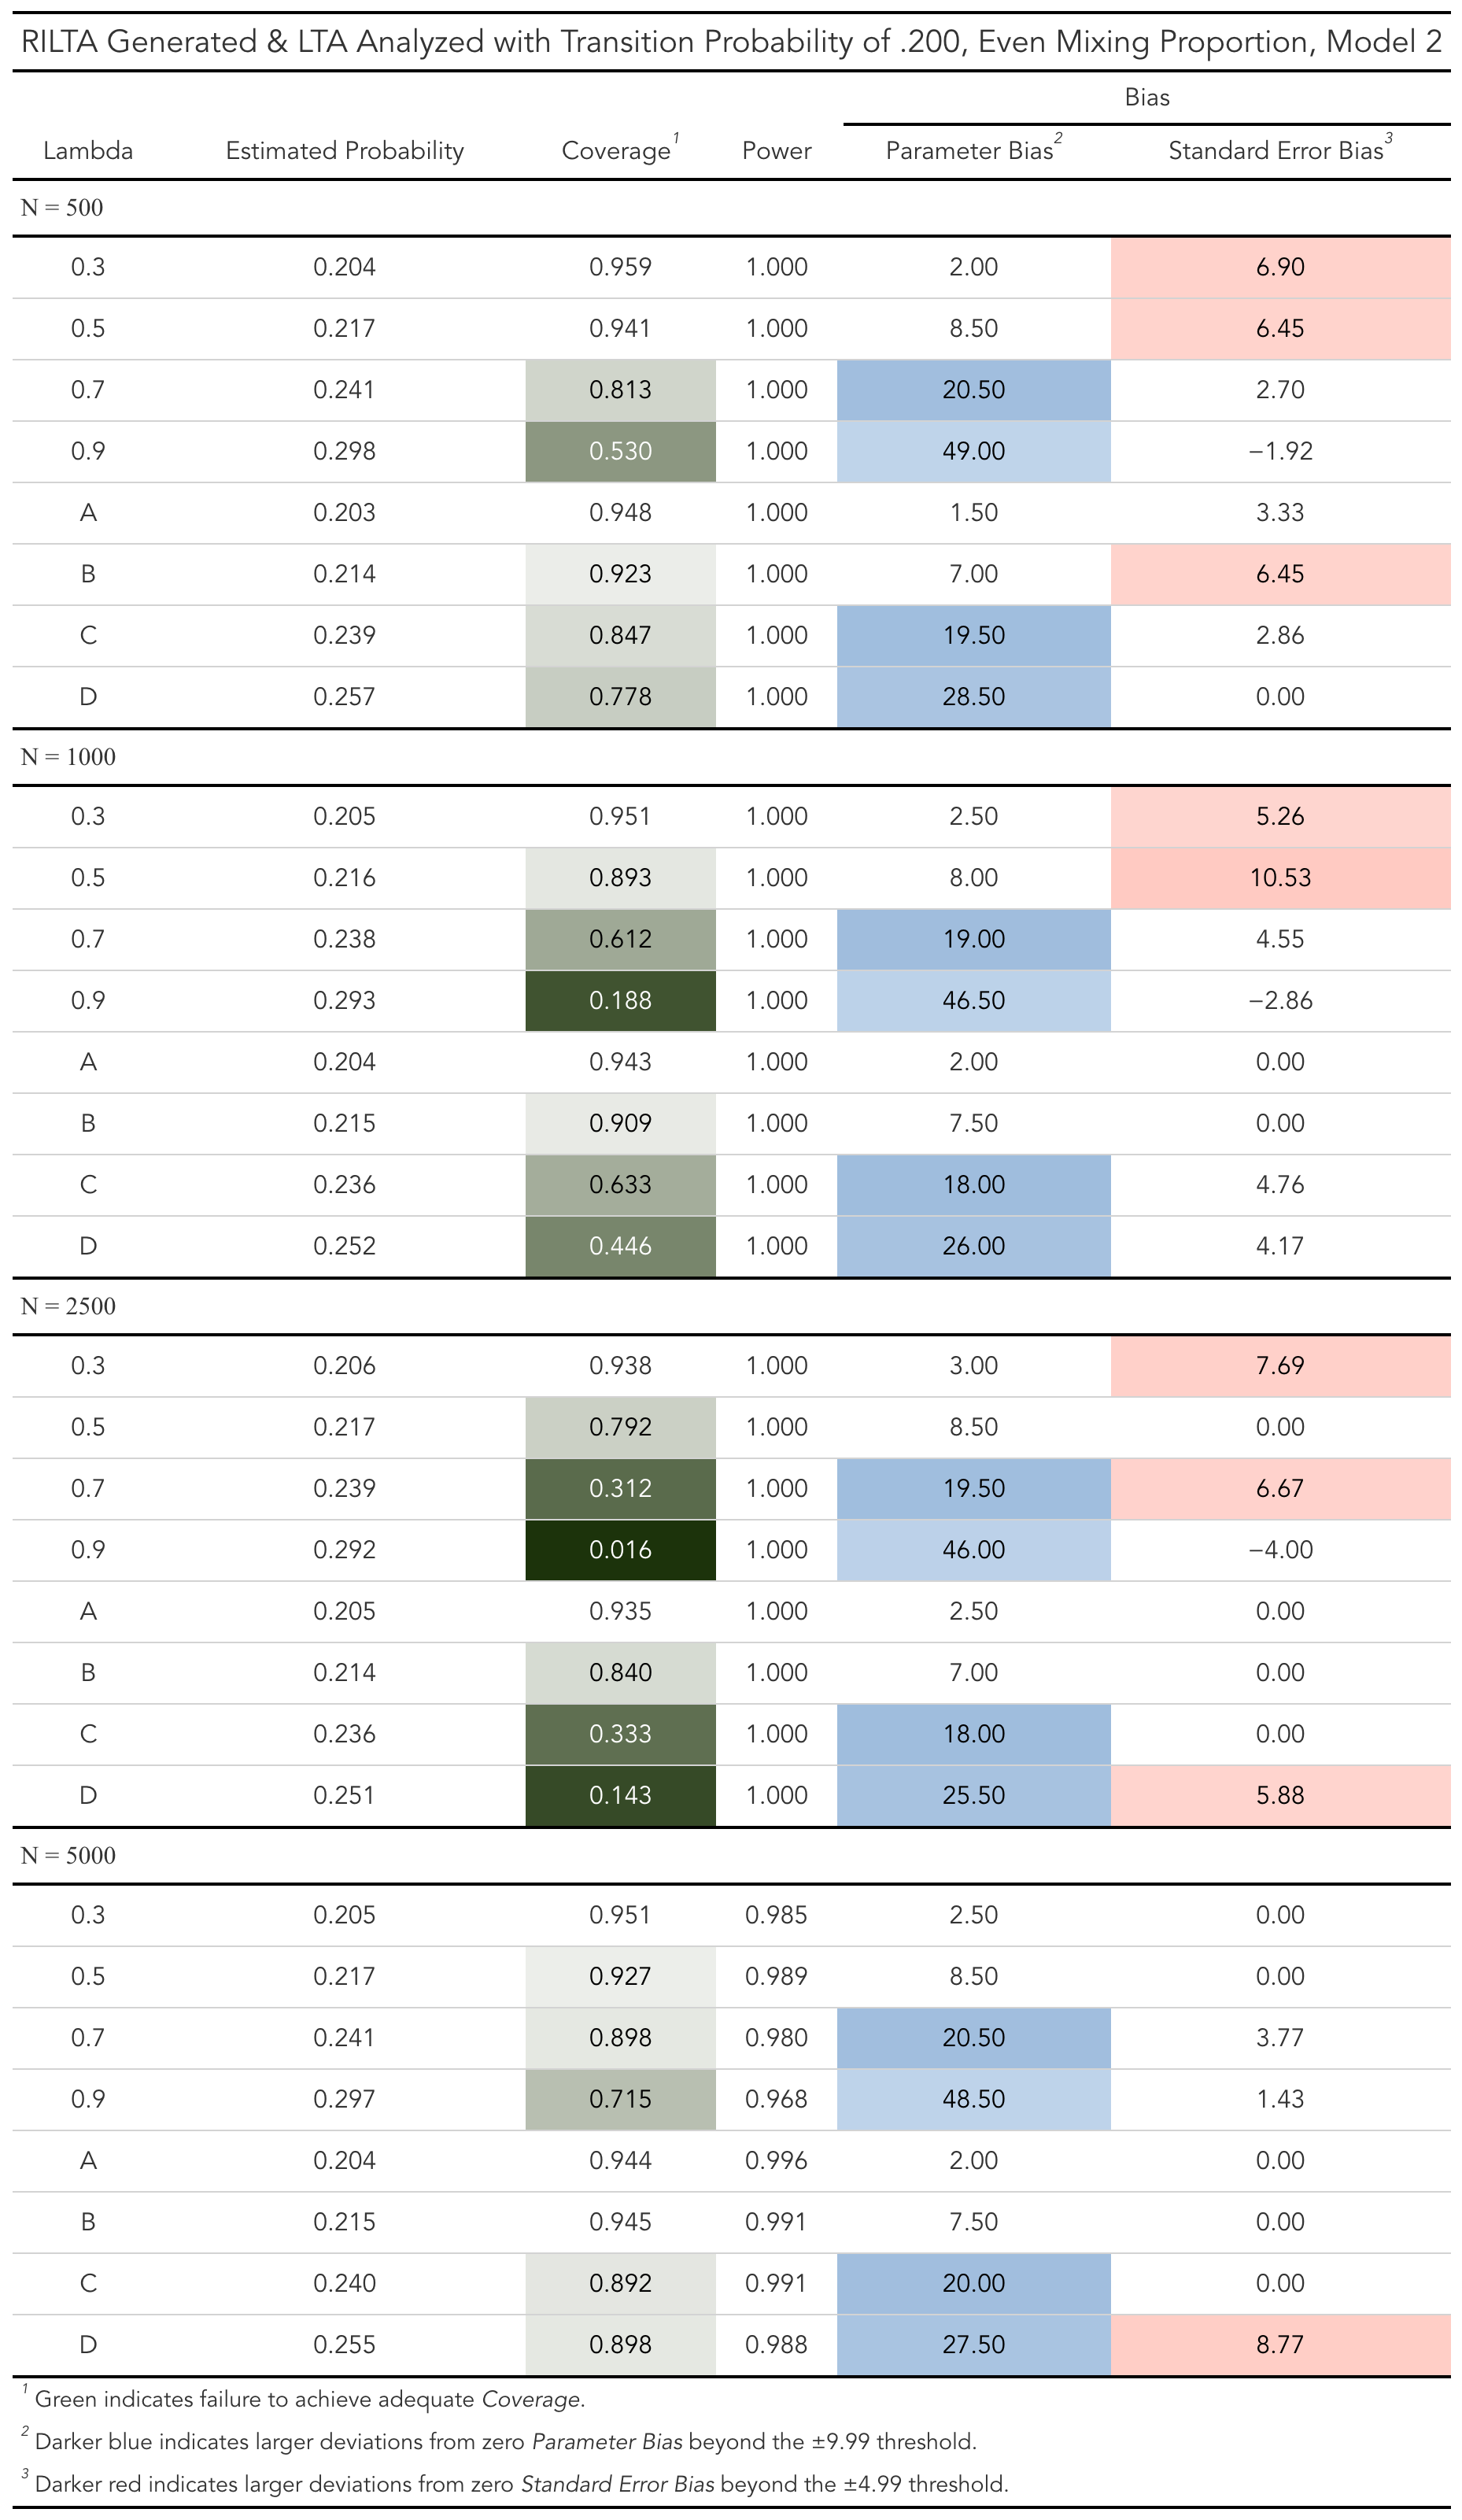 RILTA Generated & LTA Analyzed with Transition Probability of .200, Even Mixing Proportion, Model 2
Bias
Lambda Estimated Probability Coverage1 Power Parameter Bias2 Standard Error Bias3
N = 500
0.3 0.204 0.959 1.000 2.00 6.90
0.5 0.217 0.941 1.000 8.50 6.45
0.7 0.241 0.813 1.000 20.50 2.70
0.9 0.298 0.530 1.000 49.00 −1.92
A 0.203 0.948 1.000 1.50 3.33
B 0.214 0.923 1.000 7.00 6.45
C 0.239 0.847 1.000 19.50 2.86
D 0.257 0.778 1.000 28.50 0.00
N = 1000
0.3 0.205 0.951 1.000 2.50 5.26
0.5 0.216 0.893 1.000 8.00 10.53
0.7 0.238 0.612 1.000 19.00 4.55
0.9 0.293 0.188 1.000 46.50 −2.86
A 0.204 0.943 1.000 2.00 0.00
B 0.215 0.909 1.000 7.50 0.00
C 0.236 0.633 1.000 18.00 4.76
D 0.252 0.446 1.000 26.00 4.17
N = 2500
0.3 0.206 0.938 1.000 3.00 7.69
0.5 0.217 0.792 1.000 8.50 0.00
0.7 0.239 0.312 1.000 19.50 6.67
0.9 0.292 0.016 1.000 46.00 −4.00
A 0.205 0.935 1.000 2.50 0.00
B 0.214 0.840 1.000 7.00 0.00
C 0.236 0.333 1.000 18.00 0.00
D 0.251 0.143 1.000 25.50 5.88
N = 5000
0.3 0.205 0.951 0.985 2.50 0.00
0.5 0.217 0.927 0.989 8.50 0.00
0.7 0.241 0.898 0.980 20.50 3.77
0.9 0.297 0.715 0.968 48.50 1.43
A 0.204 0.944 0.996 2.00 0.00
B 0.215 0.945 0.991 7.50 0.00
C 0.240 0.892 0.991 20.00 0.00
D 0.255 0.898 0.988 27.50 8.77
1 Green indicates failure to achieve adequate Coverage.
2 Darker blue indicates larger deviations from zero Parameter Bias beyond the ±9.99 threshold.
3 Darker red indicates larger deviations from zero Standard Error Bias beyond the ±4.99 threshold.